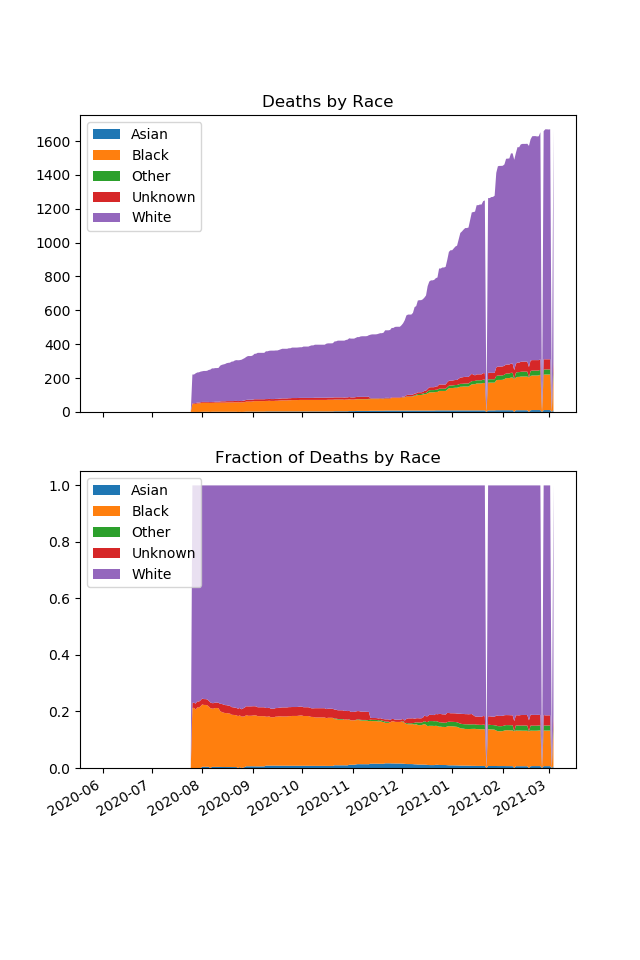 Deaths by Race
1600
1400
1200
1000
800
600
400
200
0
Asian
Black
Other
Unknown
White
Fraction of Deaths by Race
1.0
0.8
0.6
0.4
0.2
0.0
Asian
Black
Other
Unknown
White
2020-06
2020-07
2020-08
2020-09
2020-10
2020-11
2020-12
2021-01
2021-02
2021-03